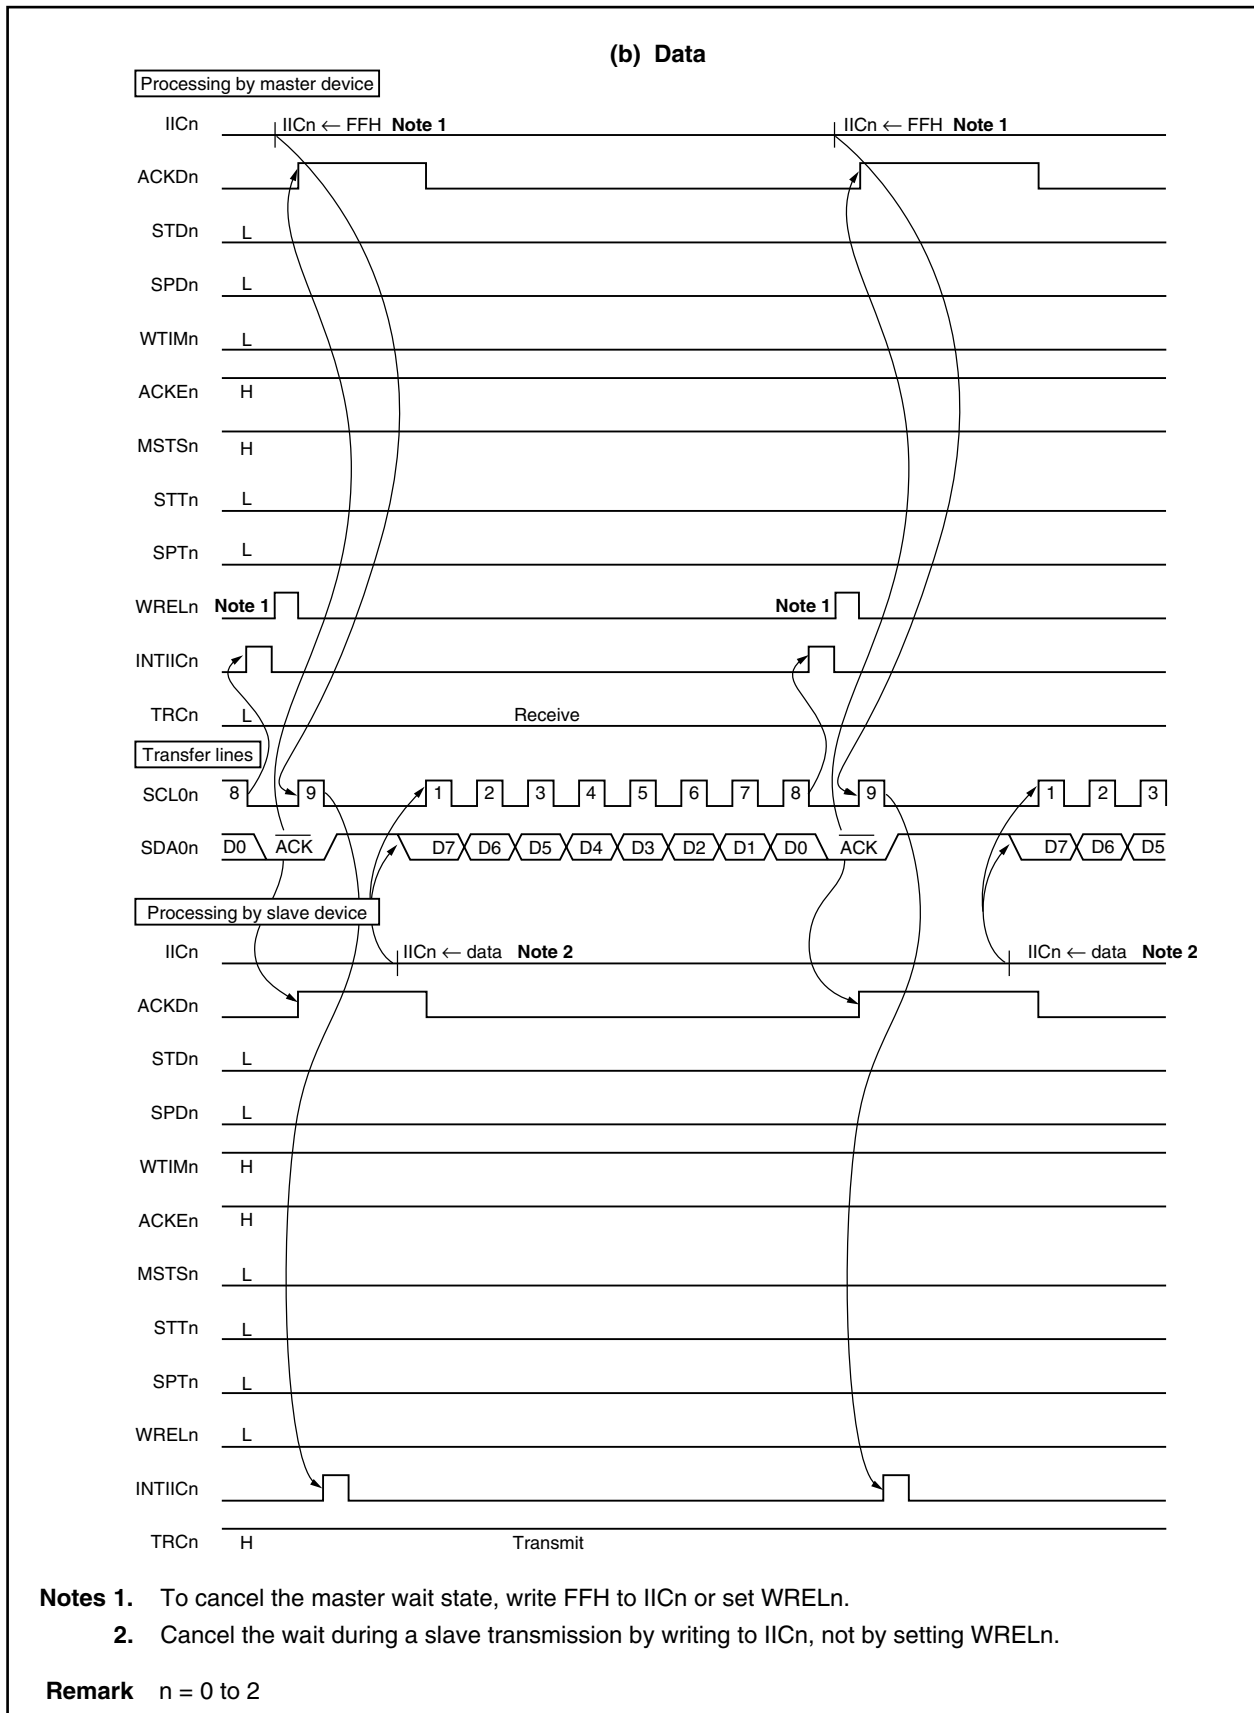 (b) Data
Processing by master device
IICn IICn ← FFH Note 1 IICn ← FFH Note 1
ACKDn
STDn L
SPDn L
WTIMn L
ACKEn H
MSTSn H
STTn L
SPTn L
WRELn Note 1 Note 1
INTIICn
TRCn L Receive
Transfer lines
SCL0n 8 9 1 2 3 4 5 6 7 8 9 1 2 3
SDA0n D0 ACK D7 D6 D5 D4 D3 D2 D1 D0 ACK D7 D6 D5
Processing by slave device
IICn IICn ← data Note 2 IICn ← data Note 2
ACKDn
STDn L
SPDn L
WTIMn H
ACKEn H
MSTSn L
STTn L
SPTn L
WRELn L
INTIICn
TRCn H Transmit
Notes 1. To cancel the master wait state, write FFH to IICn or set WRELn.
2. Cancel the wait during a slave transmission by writing to IICn, not by setting WRELn.
Remark n = 0 to 2